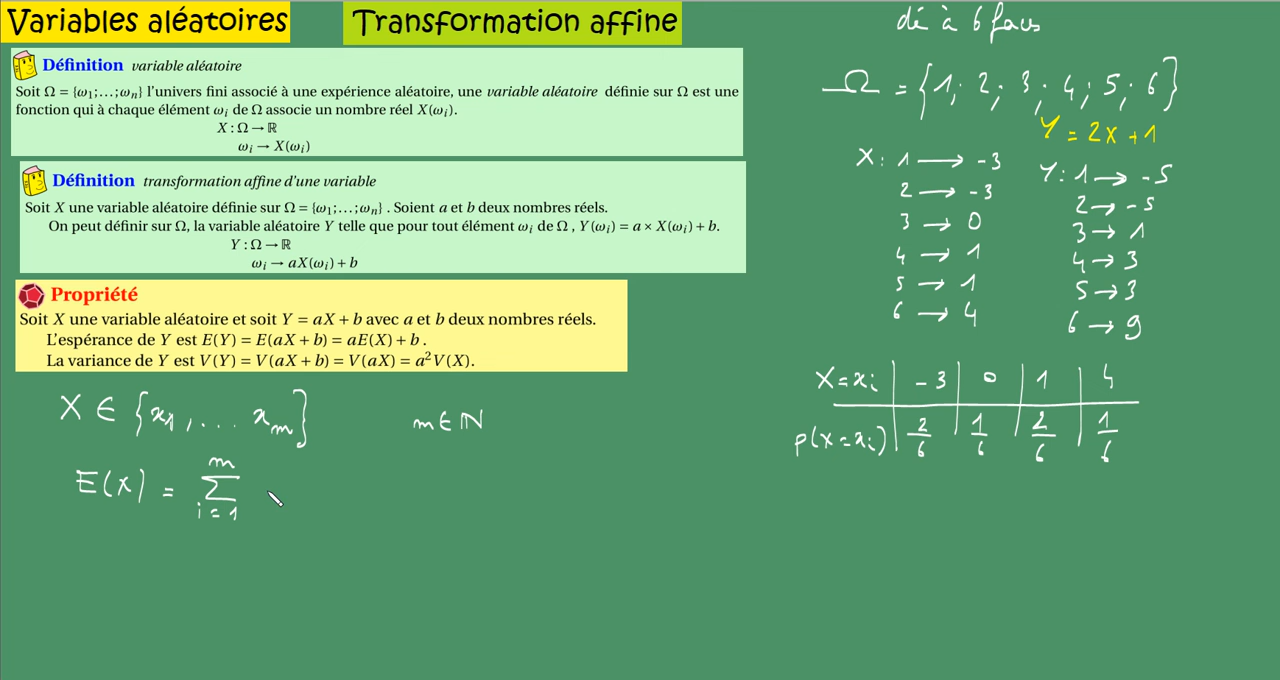 Variables aléatoires
Transformation affine
Définition variable aléatoire
Soit Ω = {ω₁;…;ωₙ} l'univers fini associé à une expérience aléatoire, une variable aléatoire définie sur Ω est une
fonction qui à chaque élément ωᵢ de Ω associe un nombre réel X(ωᵢ).
X : Ω → ℝ
ωᵢ → X(ωᵢ)
Définition transformation affine d'une variable
Soit X une variable aléatoire définie sur Ω = {ω₁;…;ωₙ} . Soient a et b deux nombres réels.
On peut définir sur Ω, la variable aléatoire Y telle que pour tout élément ωᵢ de Ω , Y(ωᵢ) = a × X(ωᵢ) + b.
Y : Ω → ℝ
ωᵢ → aX(ωᵢ) + b
Propriété
Soit X une variable aléatoire et soit Y = aX + b avec a et b deux nombres réels.
L'espérance de Y est E(Y) = E(aX + b) = aE(X) + b .
La variance de Y est V(Y) = V(aX + b) = V(aX) = a²V(X).
X ∈ {x₁, ... xₘ} m ∈ ℕ
E(X) = ∑ᵢ₌₁ᵐ
dé à 6 faces
Ω = {1; 2; 3; 4; 5; 6}
Y = 2X + 1
X : 1 → -3
2 → -3
3 → 0
4 → 1
5 → 1
6 → 4
Y : 1 → -5
2 → -5
3 → 1
4 → 3
5 → 3
6 → 9
X = xᵢ | -3 | 0 | 1 | 4
p(X = xᵢ) | 2/6 | 1/6 | 2/6 | 1/6